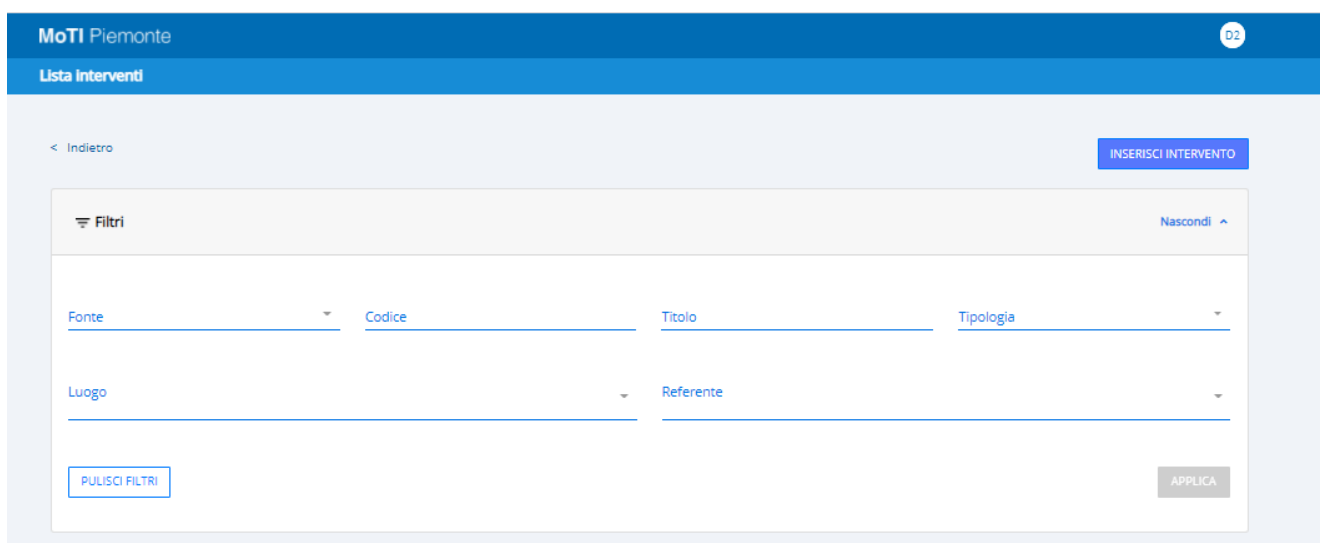 MoTI Piemonte
D2
Lista interventi
< Indietro
INSERISCI INTERVENTO
Filtri
Nascondi
Fonte
Codice
Titolo
Tipologia
Luogo
Referente
PULISCI FILTRI
APPLICA